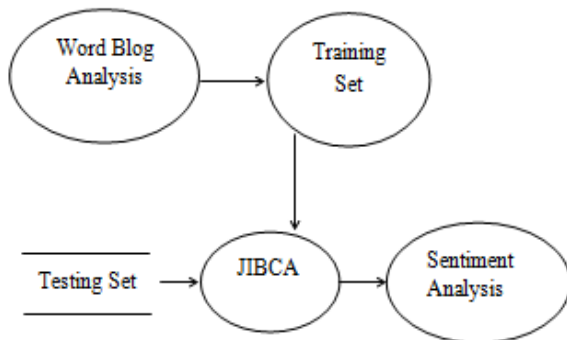 Word Blog
Analysis
Training
Set
Testing Set
JIBCA
Sentiment
Analysis